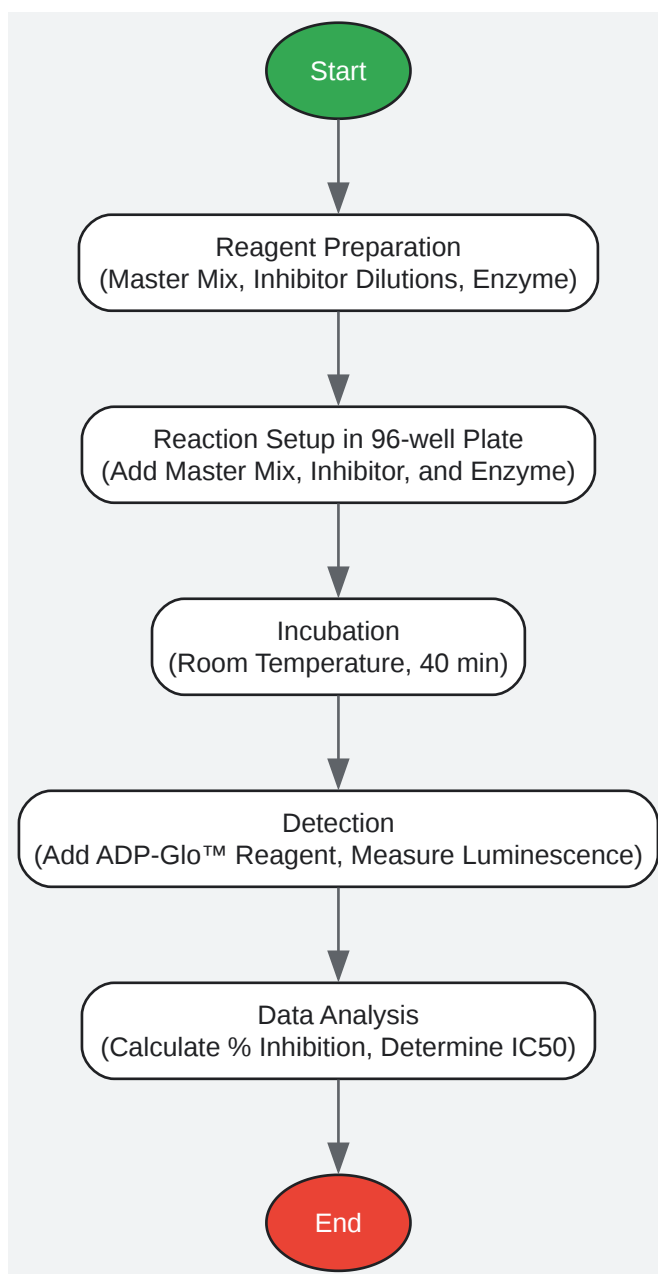 Start
Reagent Preparation
(Master Mix, Inhibitor Dilutions, Enzyme)
Reaction Setup in 96-well Plate
(Add Master Mix, Inhibitor, and Enzyme)
Incubation
(Room Temperature, 40 min)
Detection
(Add ADP-Glo™ Reagent, Measure Luminescence)
Data Analysis
(Calculate % Inhibition, Determine IC50)
End